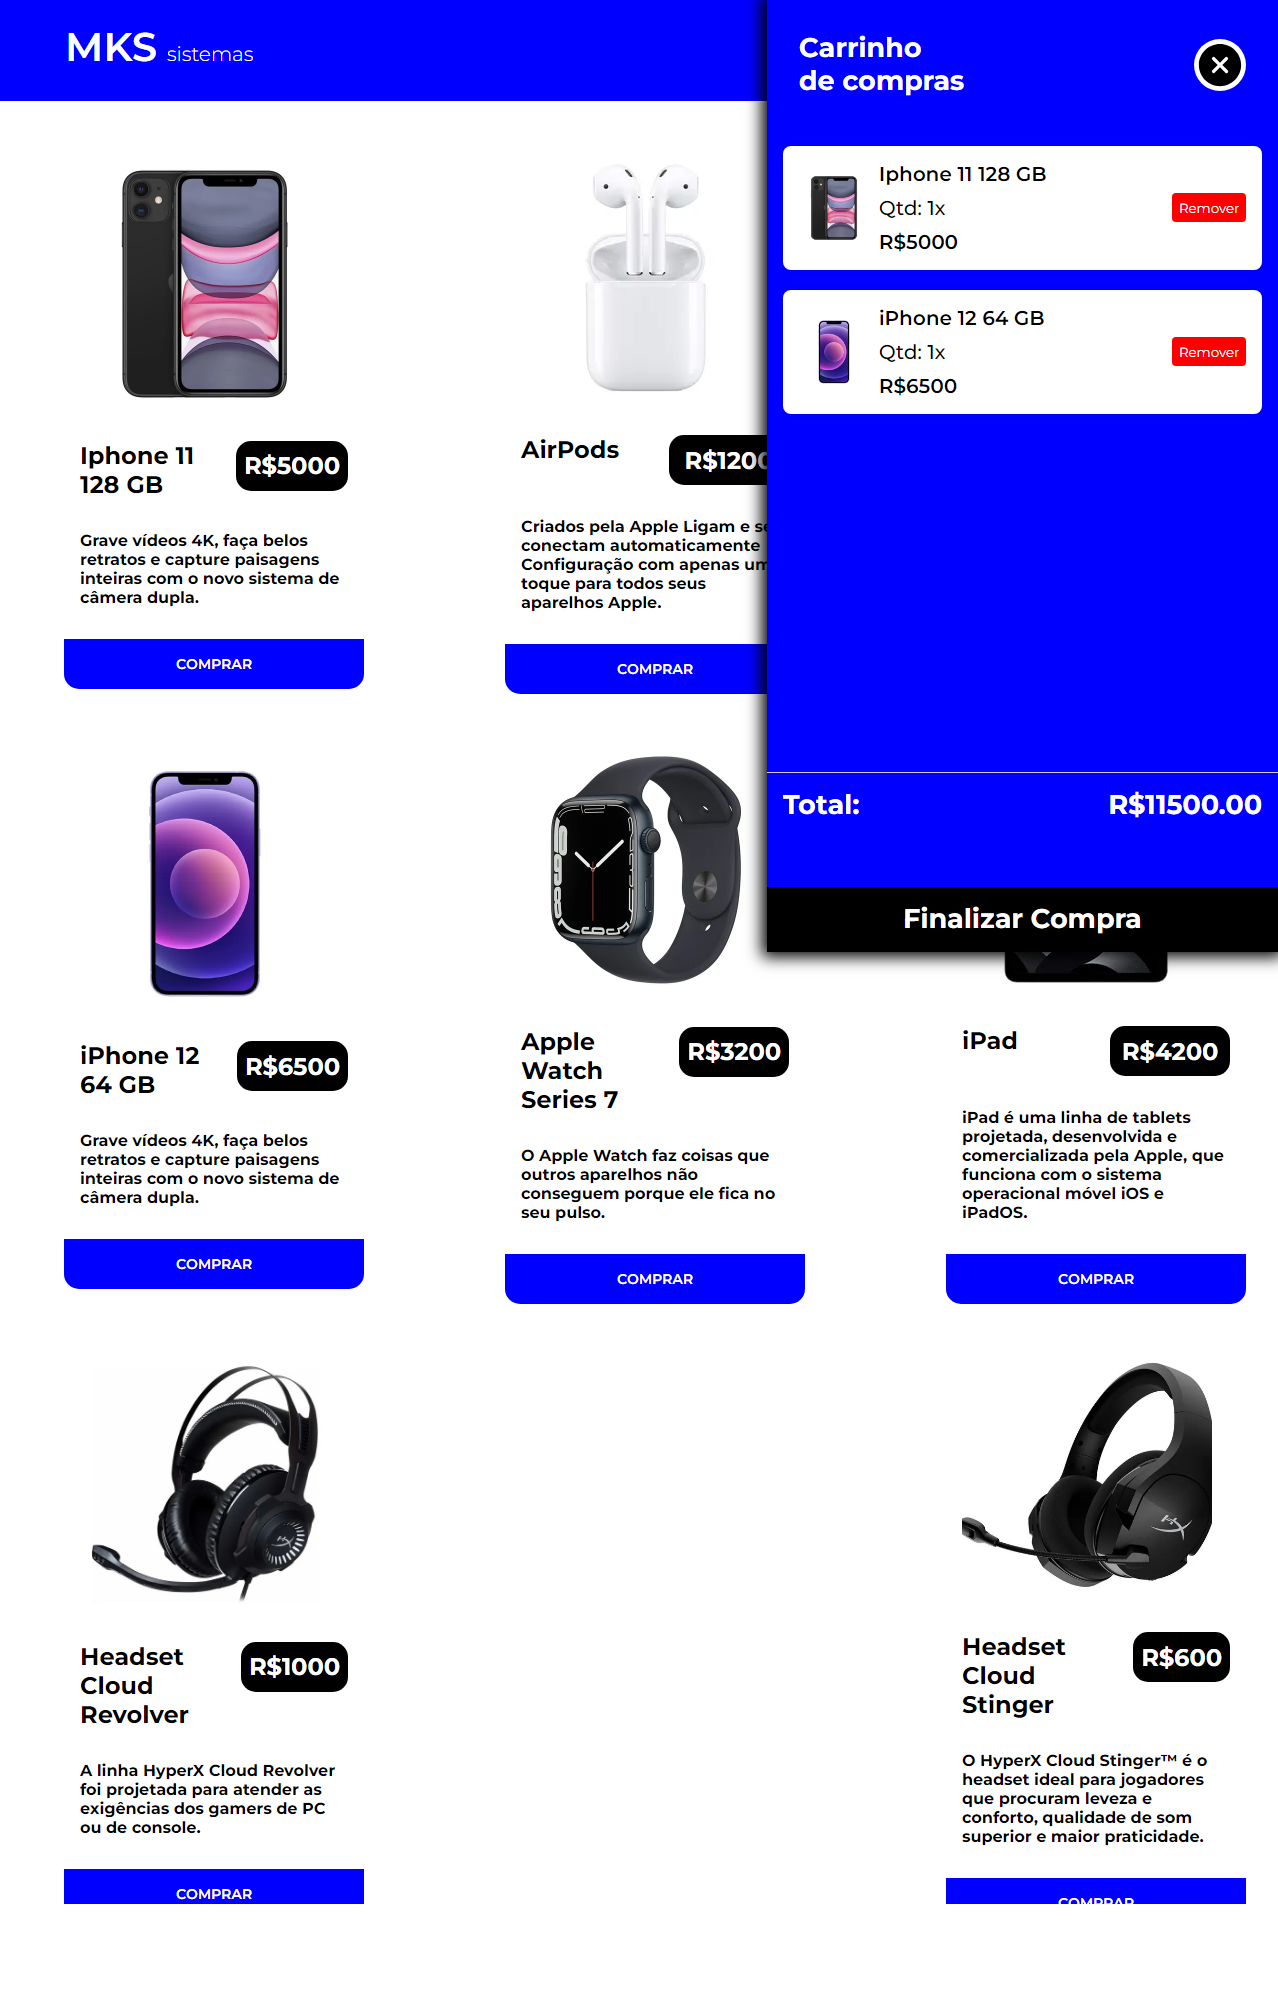 MKS sistemas
Carrinho
de compras
Iphone 11 128 GB
Qtd: 1x
R$5000
Remover
iPhone 12 64 GB
Qtd: 1x
R$6500
Remover
Total:
R$11500.00
Finalizar Compra
Iphone 11
128 GB
R$5000
Grave vídeos 4K, faça belos
retratos e capture paisagens
inteiras com o novo sistema de
câmera dupla.
COMPRAR
AirPods
R$1200
Criados pela Apple Ligam e se
conectam automaticamente
Configuração com apenas um
toque para todos seus
aparelhos Apple.
COMPRAR
iPhone 12
64 GB
R$6500
Grave vídeos 4K, faça belos
retratos e capture paisagens
inteiras com o novo sistema de
câmera dupla.
COMPRAR
Apple
Watch
Series 7
R$3200
O Apple Watch faz coisas que
outros aparelhos não
conseguem porque ele fica no
seu pulso.
COMPRAR
iPad
R$4200
iPad é uma linha de tablets
projetada, desenvolvida e
comercializada pela Apple, que
funciona com o sistema
operacional móvel iOS e
iPadOS.
COMPRAR
Headset
Cloud
Revolver
R$1000
A linha HyperX Cloud Revolver
foi projetada para atender as
exigências dos gamers de PC
ou de console.
COMPRAR
Headset
Cloud
Stinger
R$600
O HyperX Cloud Stinger™ é o
headset ideal para jogadores
que procuram leveza e
conforto, qualidade de som
superior e maior praticidade.
COMPRAR